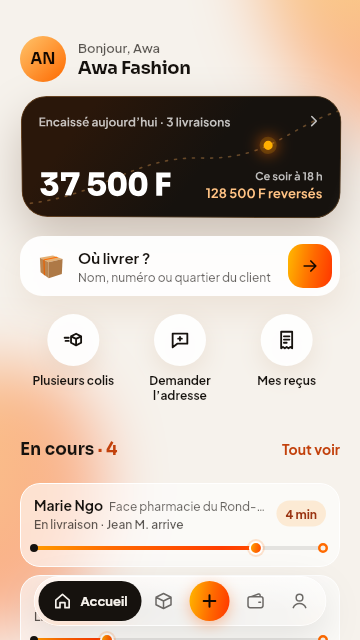 AN
Bonjour, Awa
Awa Fashion
Encaissé aujourd’hui · 3 livraisons
37 500 F
Ce soir à 18 h
128 500 F reversés
Où livrer ?
Nom, numéro ou quartier du client
Plusieurs colis
Demander
l’adresse
Mes reçus
En cours · 4
Tout voir
Marie Ngo Face pharmacie du Rond-…
4 min
En livraison · Jean M. arrive
Accueil